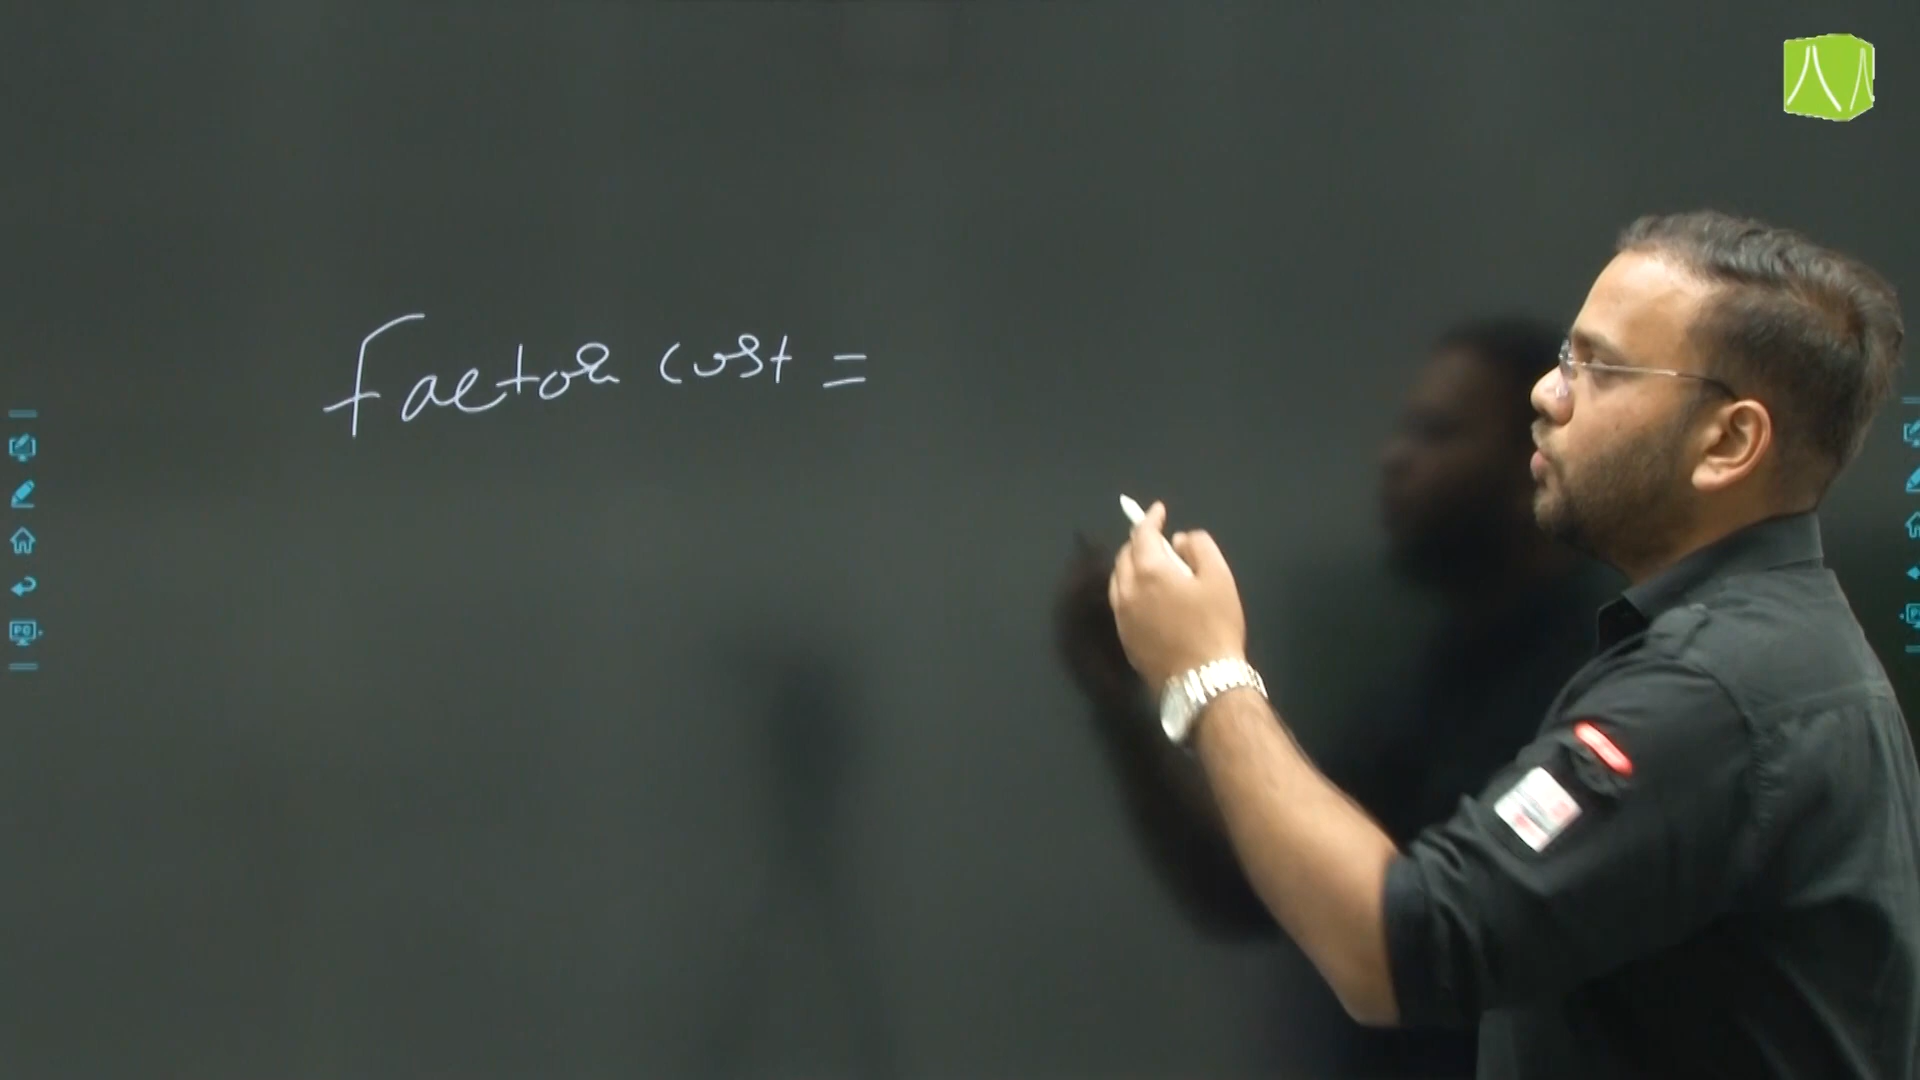 Factor cost =